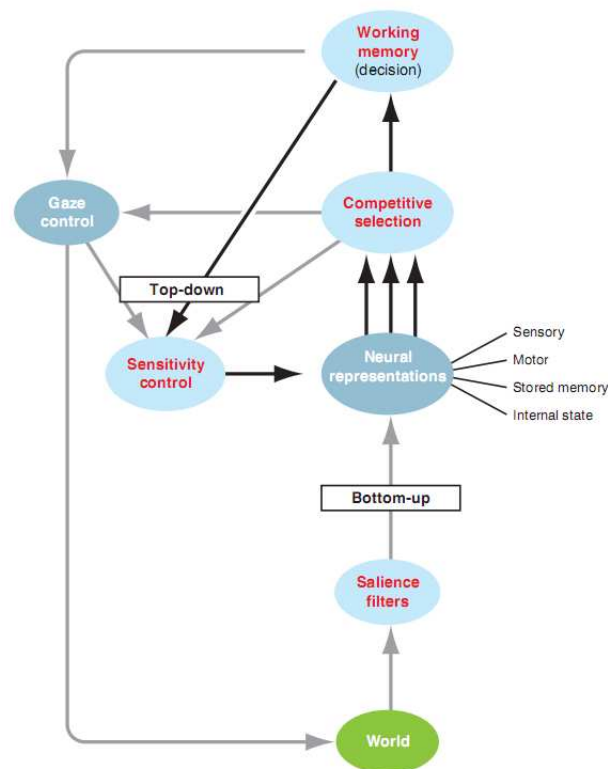 Working
memory
(decision)
Gaze
control
Competitive
selection
Top-down
Sensitivity
control
Neural
representations
Sensory
Motor
Stored memory
Internal state
Bottom-up
Salience
filters
World